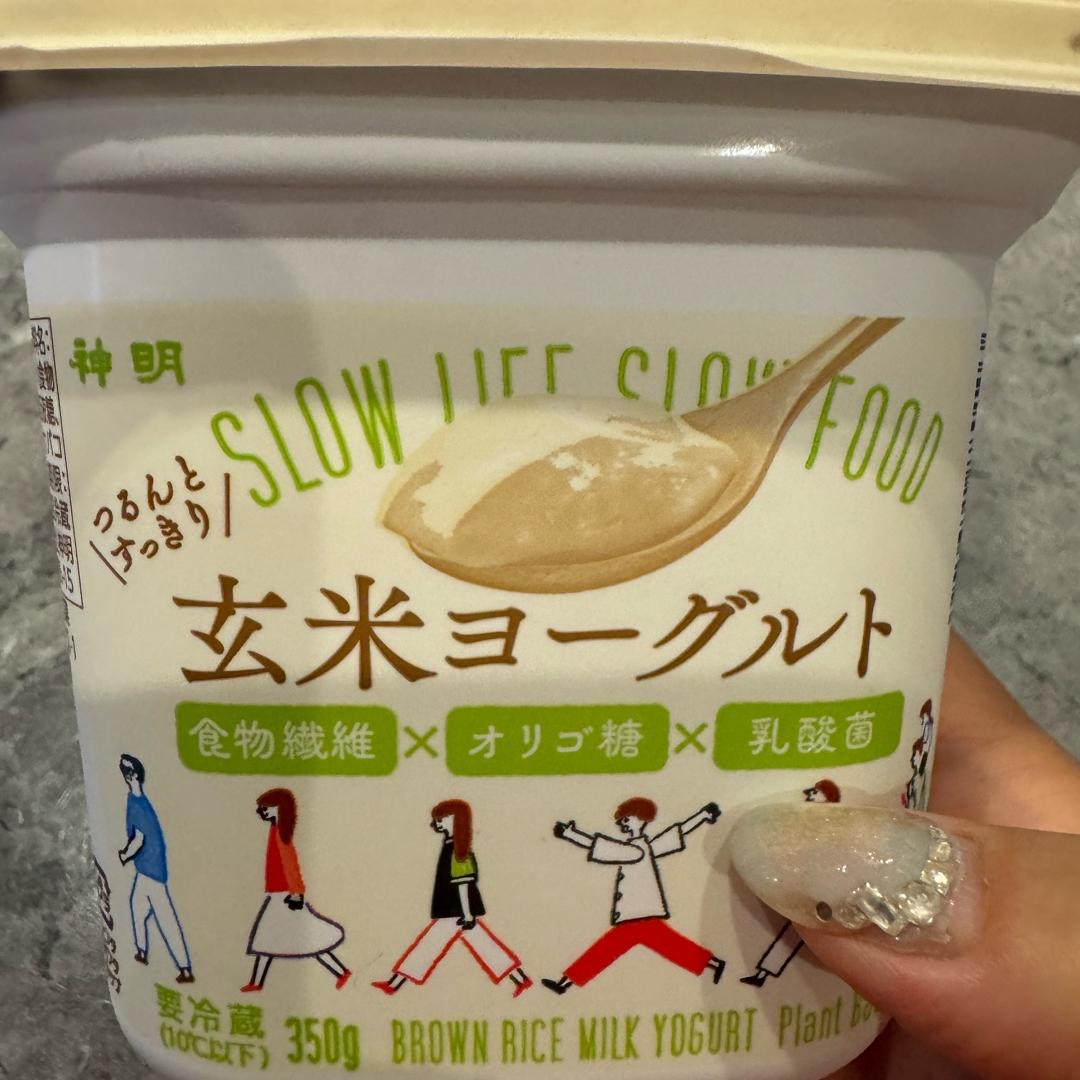 神明
SLOW LIFE SLOW FOOD
つるんと
すっきり
玄米ヨーグルト
食物繊維×オリゴ糖×乳酸菌
要冷蔵
(10℃以下)
350g BROWN RICE MILK YOGURT Plant